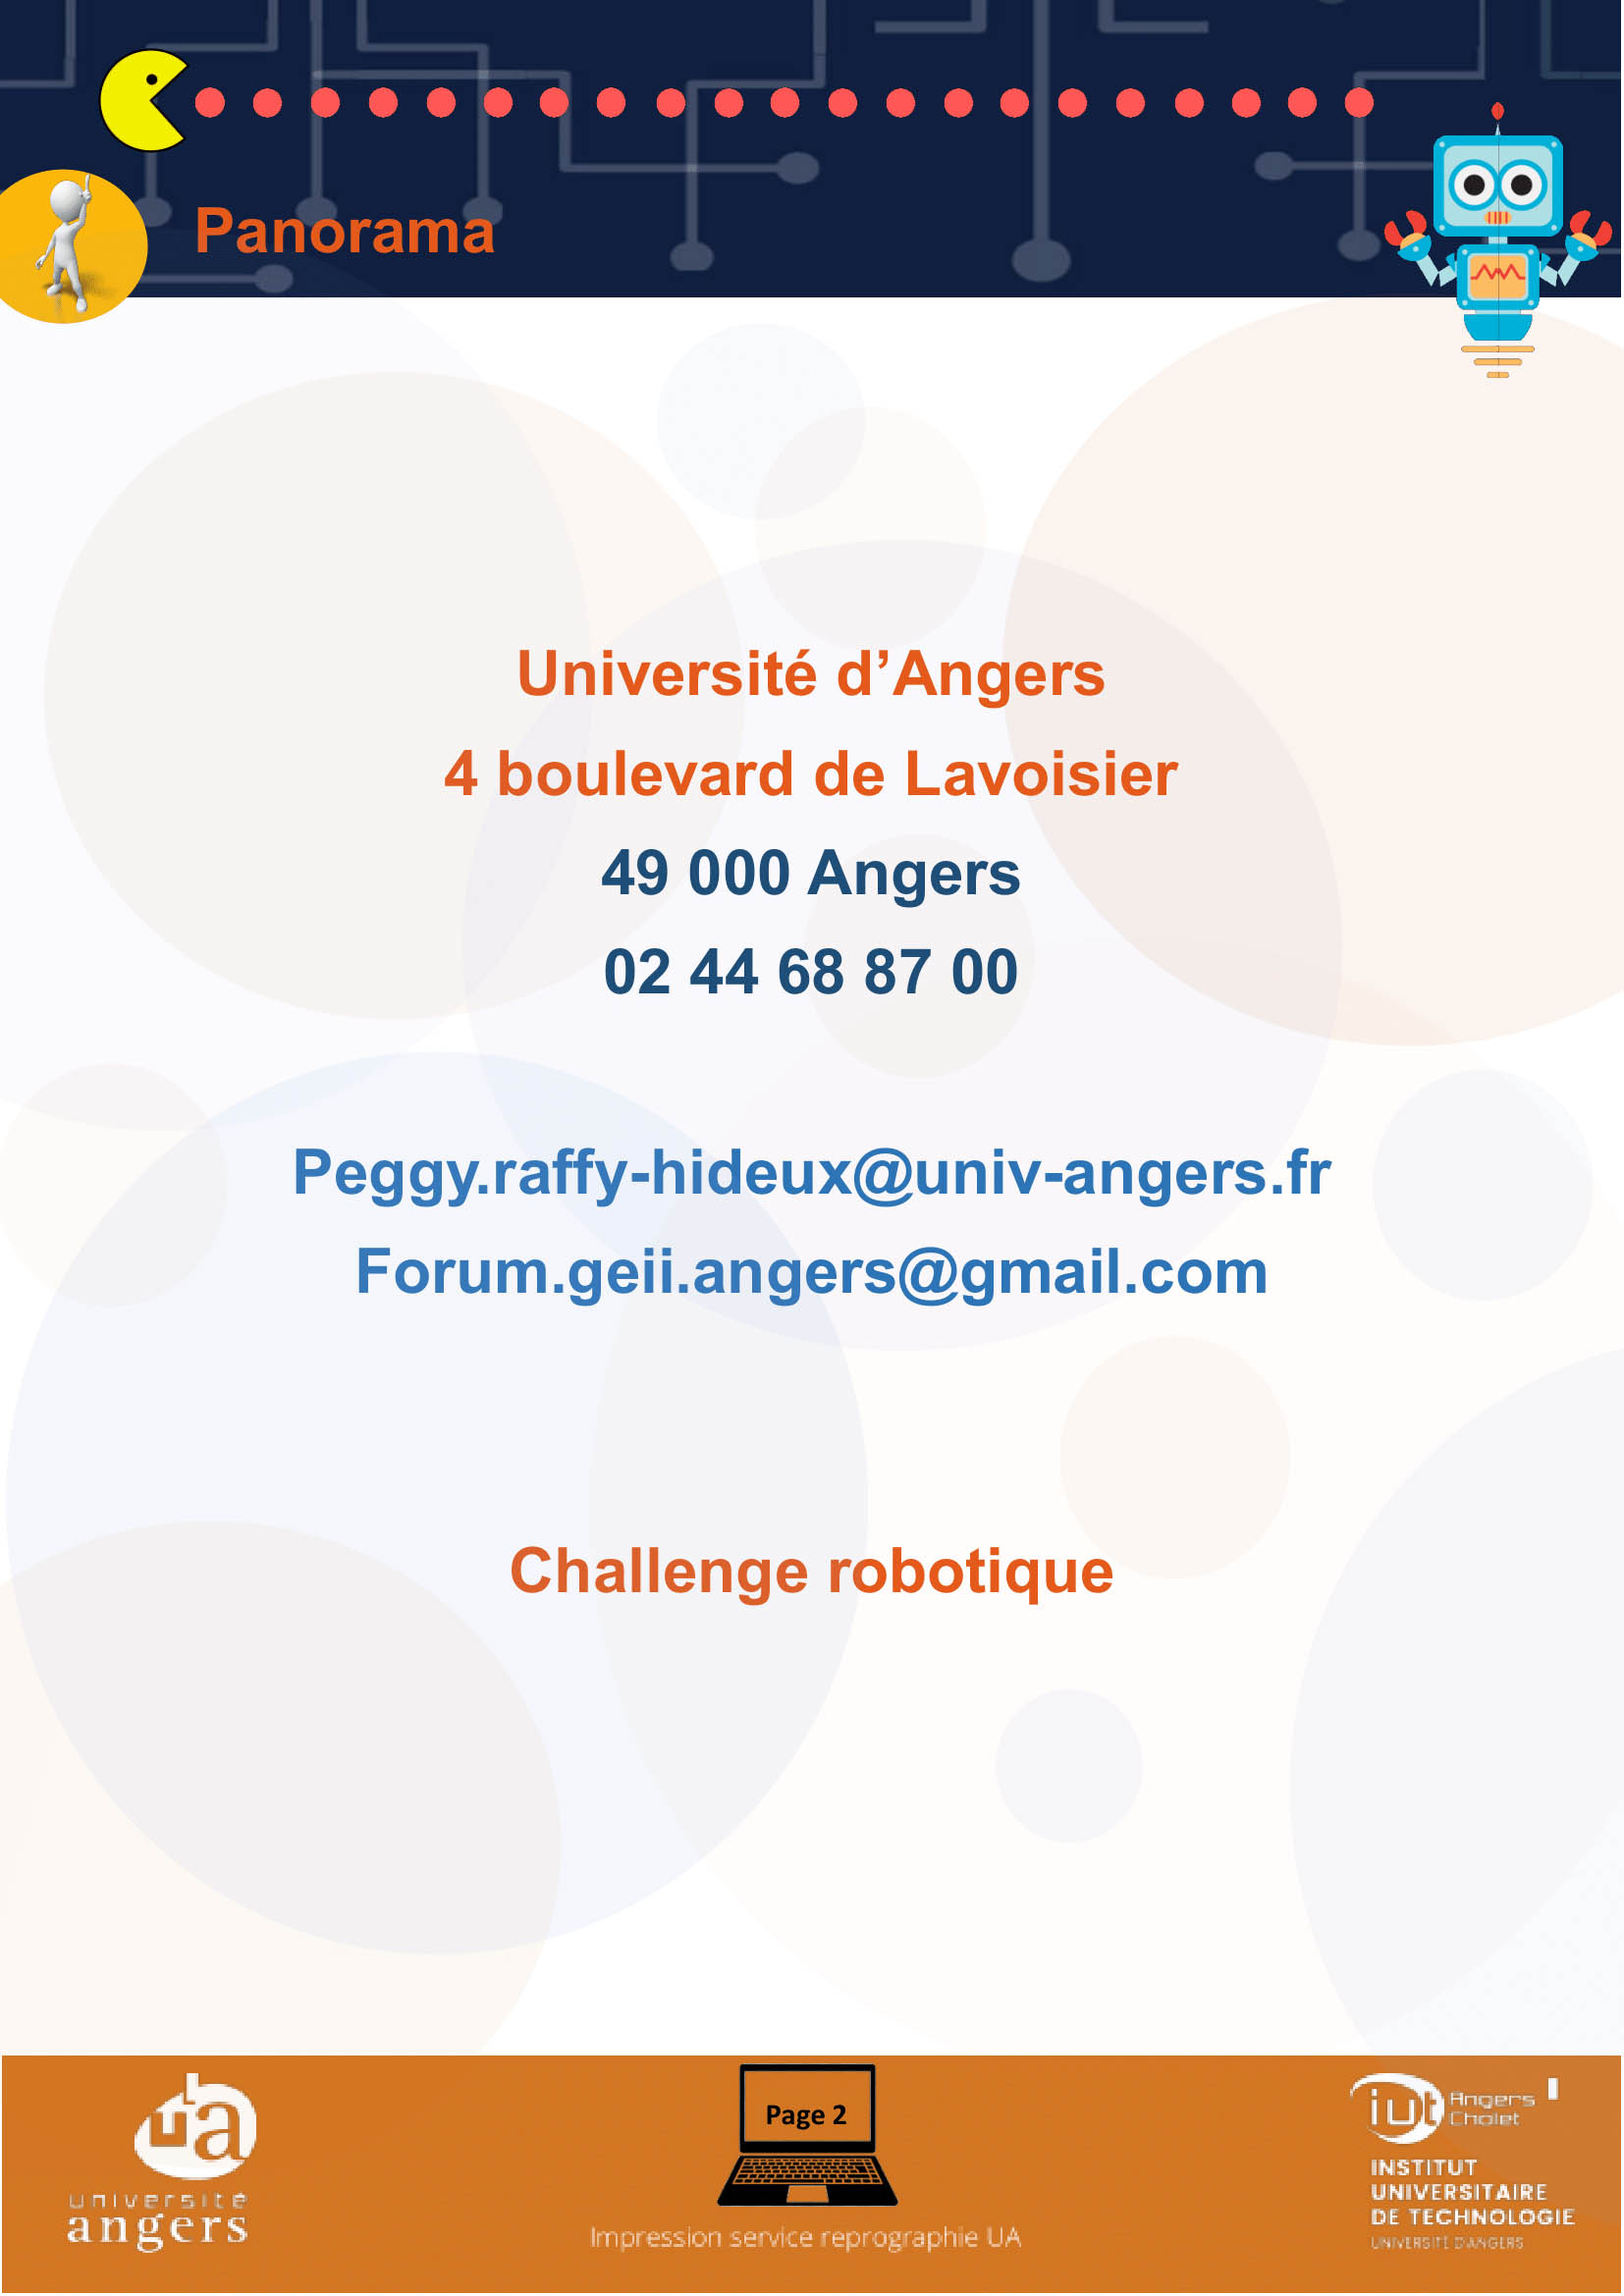 Panorama
Université d’Angers
4 boulevard de Lavoisier
49 000 Angers
02 44 68 87 00
Peggy.raffy-hideux@univ-angers.fr
Forum.geii.angers@gmail.com
Challenge robotique
ua
université
angers
Page 2
Impression service reprographie UA
iut Angers
Cholet
INSTITUT
UNIVERSITAIRE
DE TECHNOLOGIE
UNIVERSITÉ D'ANGERS